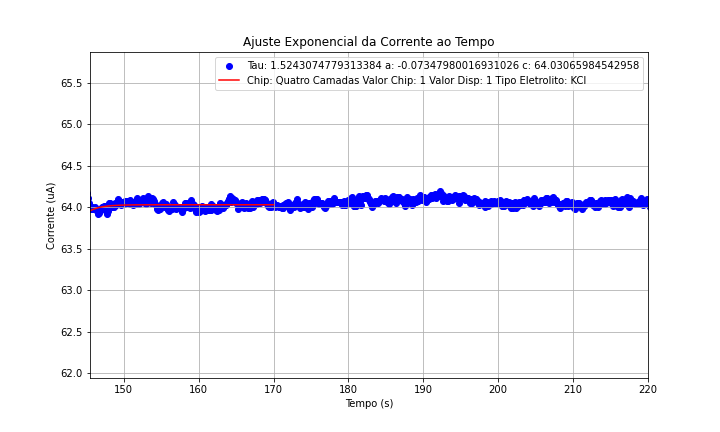 Ajuste Exponencial da Corrente ao Tempo
Tau: 1.5243074779313384 a: -0.07347980016931026 c: 64.03065984542958
Chip: Quatro Camadas Valor Chip: 1 Valor Disp: 1 Tipo Eletrolito: KCl
65.5
65.0
64.5
64.0
63.5
63.0
62.5
62.0
Corrente (uA)
150 160 170 180 190 200 210 220
Tempo (s)